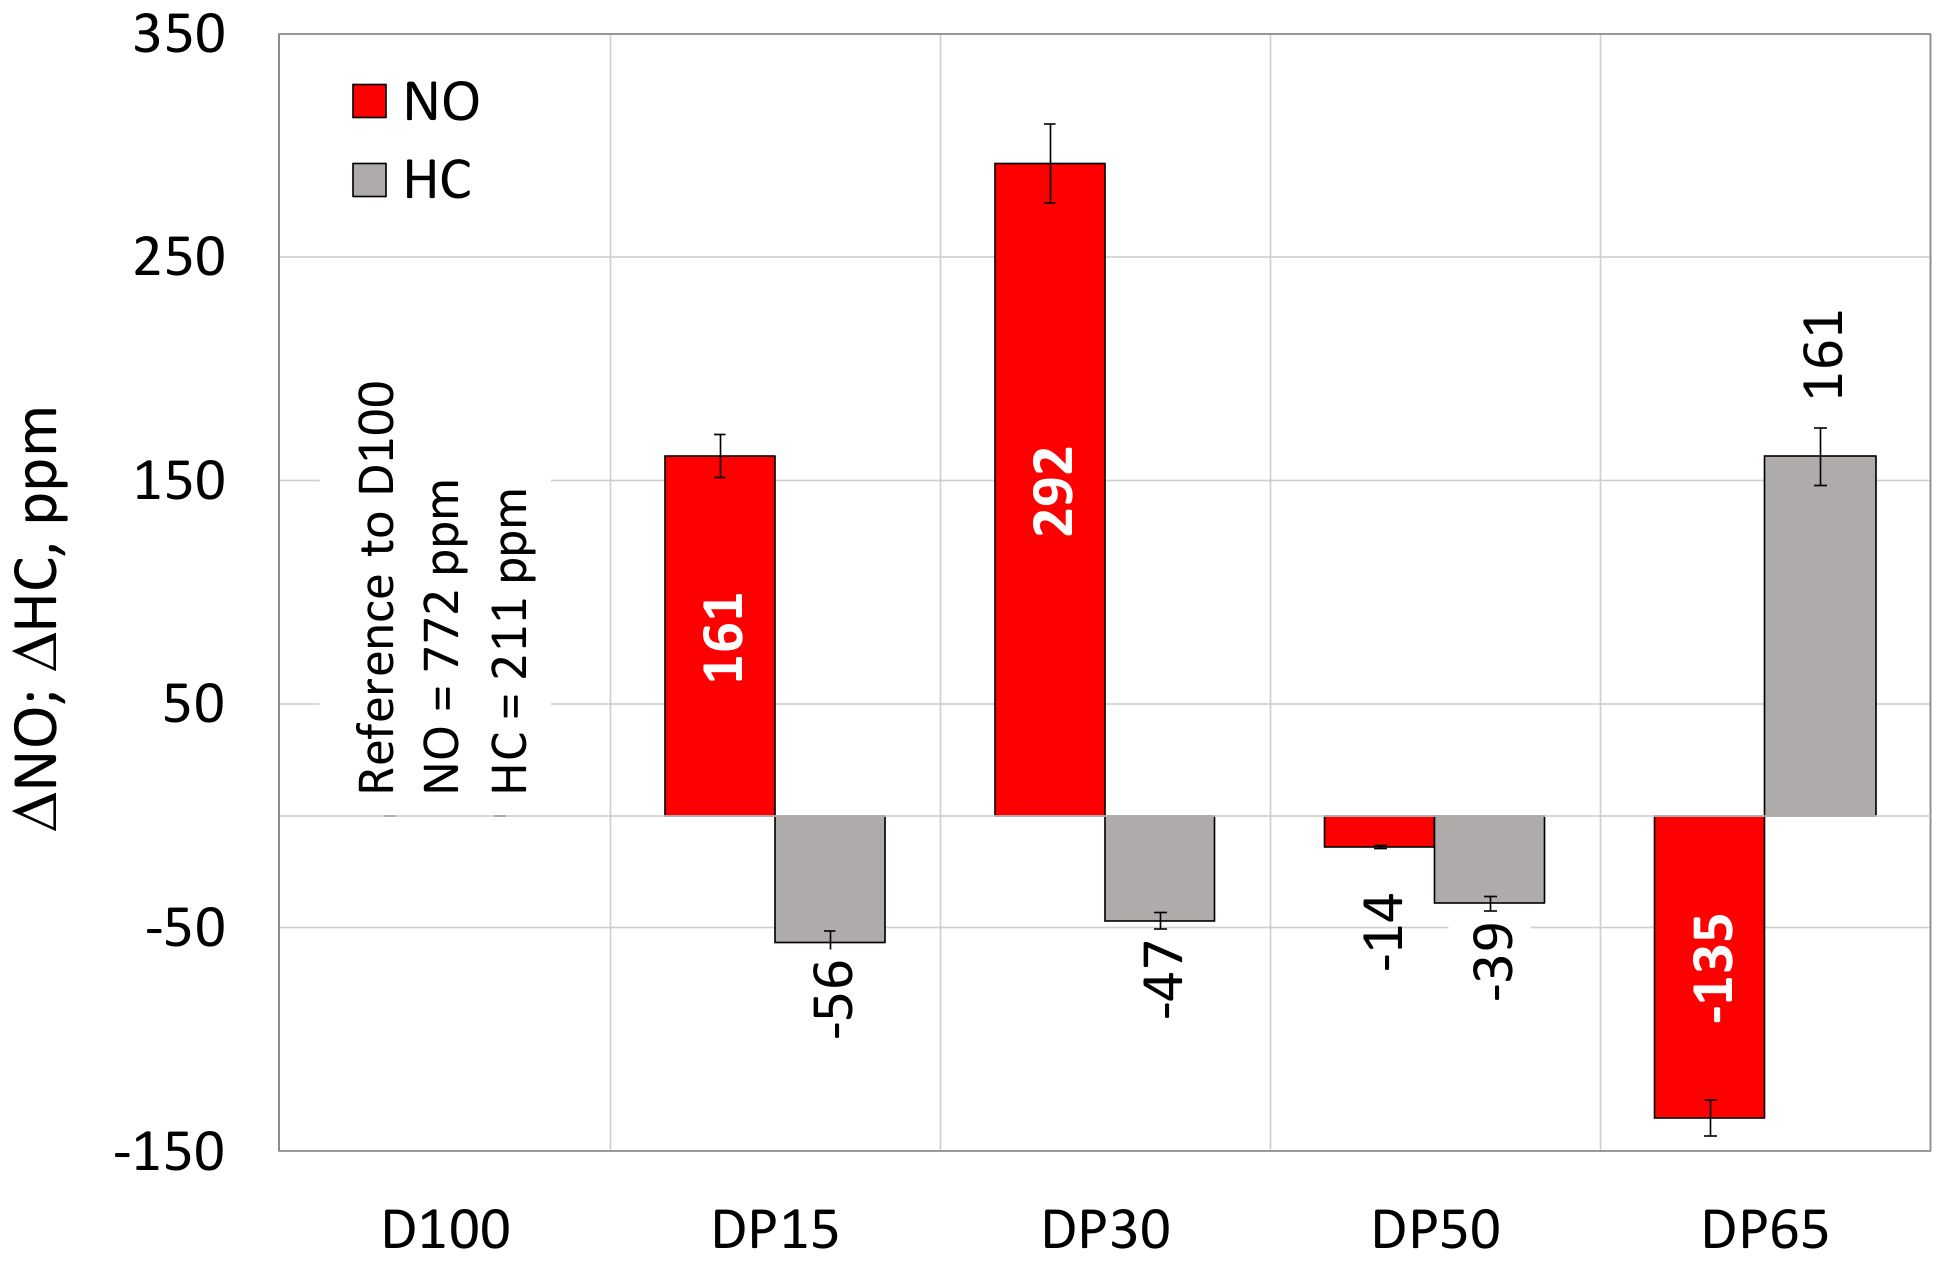 350
250
150
50
-50
-150
ΔNO; ΔHC, ppm
NO
HC
Reference to D100
NO = 772 ppm
HC = 211 ppm
161
-56
292
-47
-14
-39
-135
161
D100
DP15
DP30
DP50
DP65